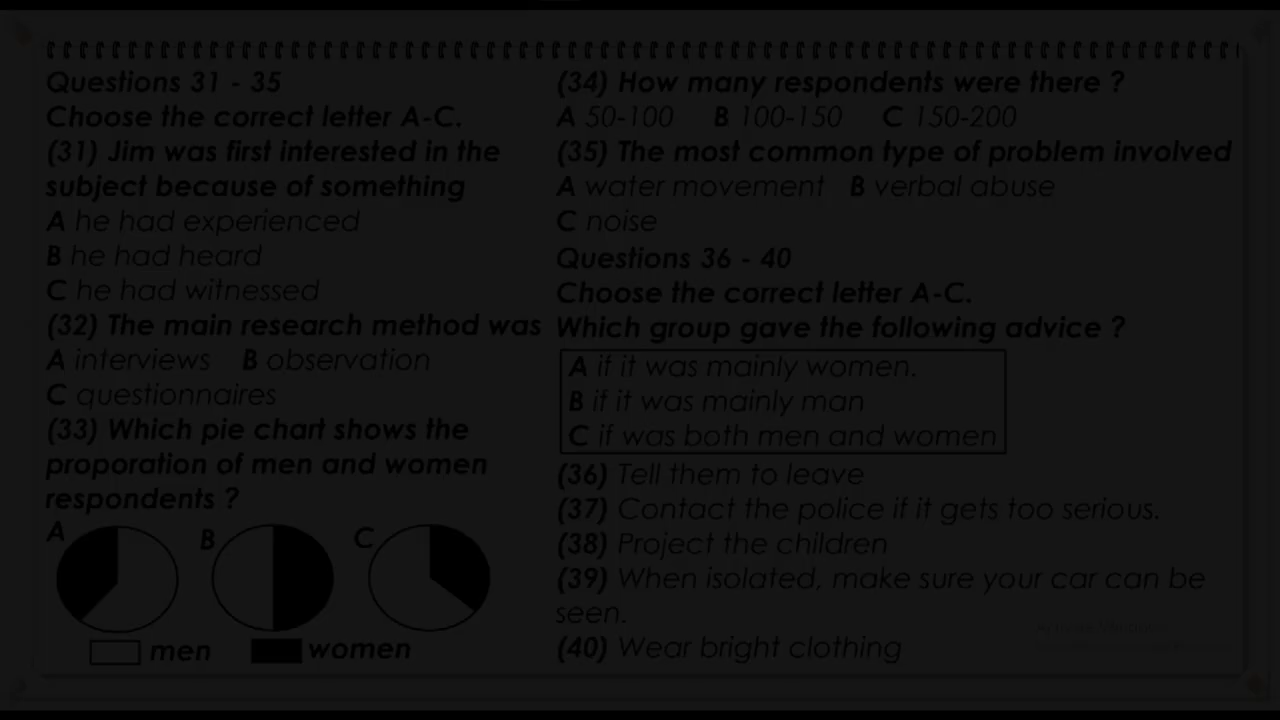 Questions 31 - 35
Choose the correct letter A-C.
(31) Jim was first interested in the
subject because of something
A he had experienced
B he had heard
C he had witnessed
(32) The main research method was
A interviews B observation
C questionnaires
(33) Which pie chart shows the
proporation of men and women
respondents ?
A B C
men women
(34) How many respondents were there ?
A 50-100 B 100-150 C 150-200
(35) The most common type of problem involved
A water movement B verbal abuse
C noise
Questions 36 - 40
Choose the correct letter A-C.
Which group gave the following advice ?
A if it was mainly women.
B if it was mainly man
C if was both men and women
(36) Tell them to leave
(37) Contact the police if it gets too serious.
(38) Project the children
(39) When isolated, make sure your car can be
seen.
(40) Wear bright clothing